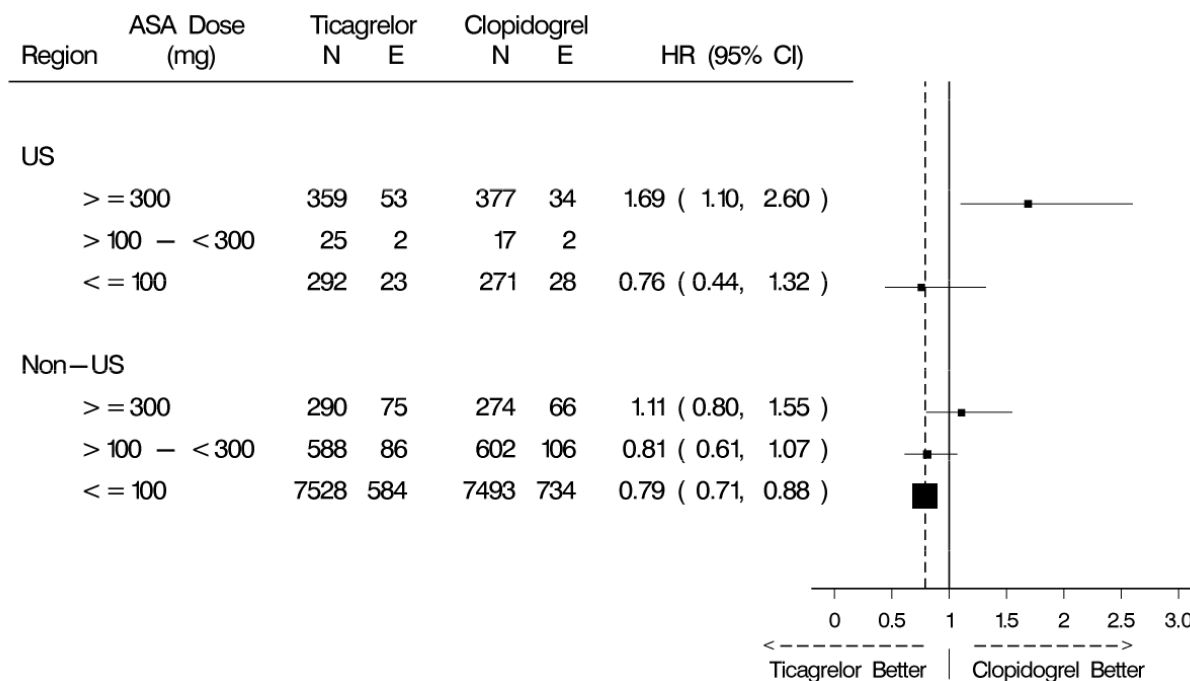 ASA Dose Ticagrelor Clopidogrel
Region (mg) N E N E HR (95% CI)
US
>=300 359 53 377 34 1.69 ( 1.10, 2.60 )
>100 – <300 25 2 17 2
<=100 292 23 271 28 0.76 ( 0.44, 1.32 )
Non–US
>=300 290 75 274 66 1.11 ( 0.80, 1.55 )
>100 – <300 588 86 602 106 0.81 ( 0.61, 1.07 )
<=100 7528 584 7493 734 0.79 ( 0.71, 0.88 )
0 0.5 1 1.5 2 2.5 3.0
Ticagrelor Better | Clopidogrel Better